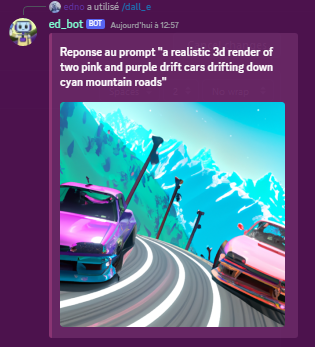 edno a utilisé /dall_e
ed_bot BOT Aujourd'hui à 12:57
Reponse au prompt "a realistic 3d render of
two pink and purple drift cars drifting down
cyan mountain roads"